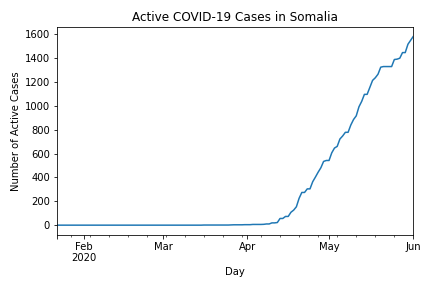 Active COVID-19 Cases in Somalia
1600
1400
1200
1000
800
600
400
200
0
Number of Active Cases
Feb
2020
Mar
Apr
May
Jun
Day